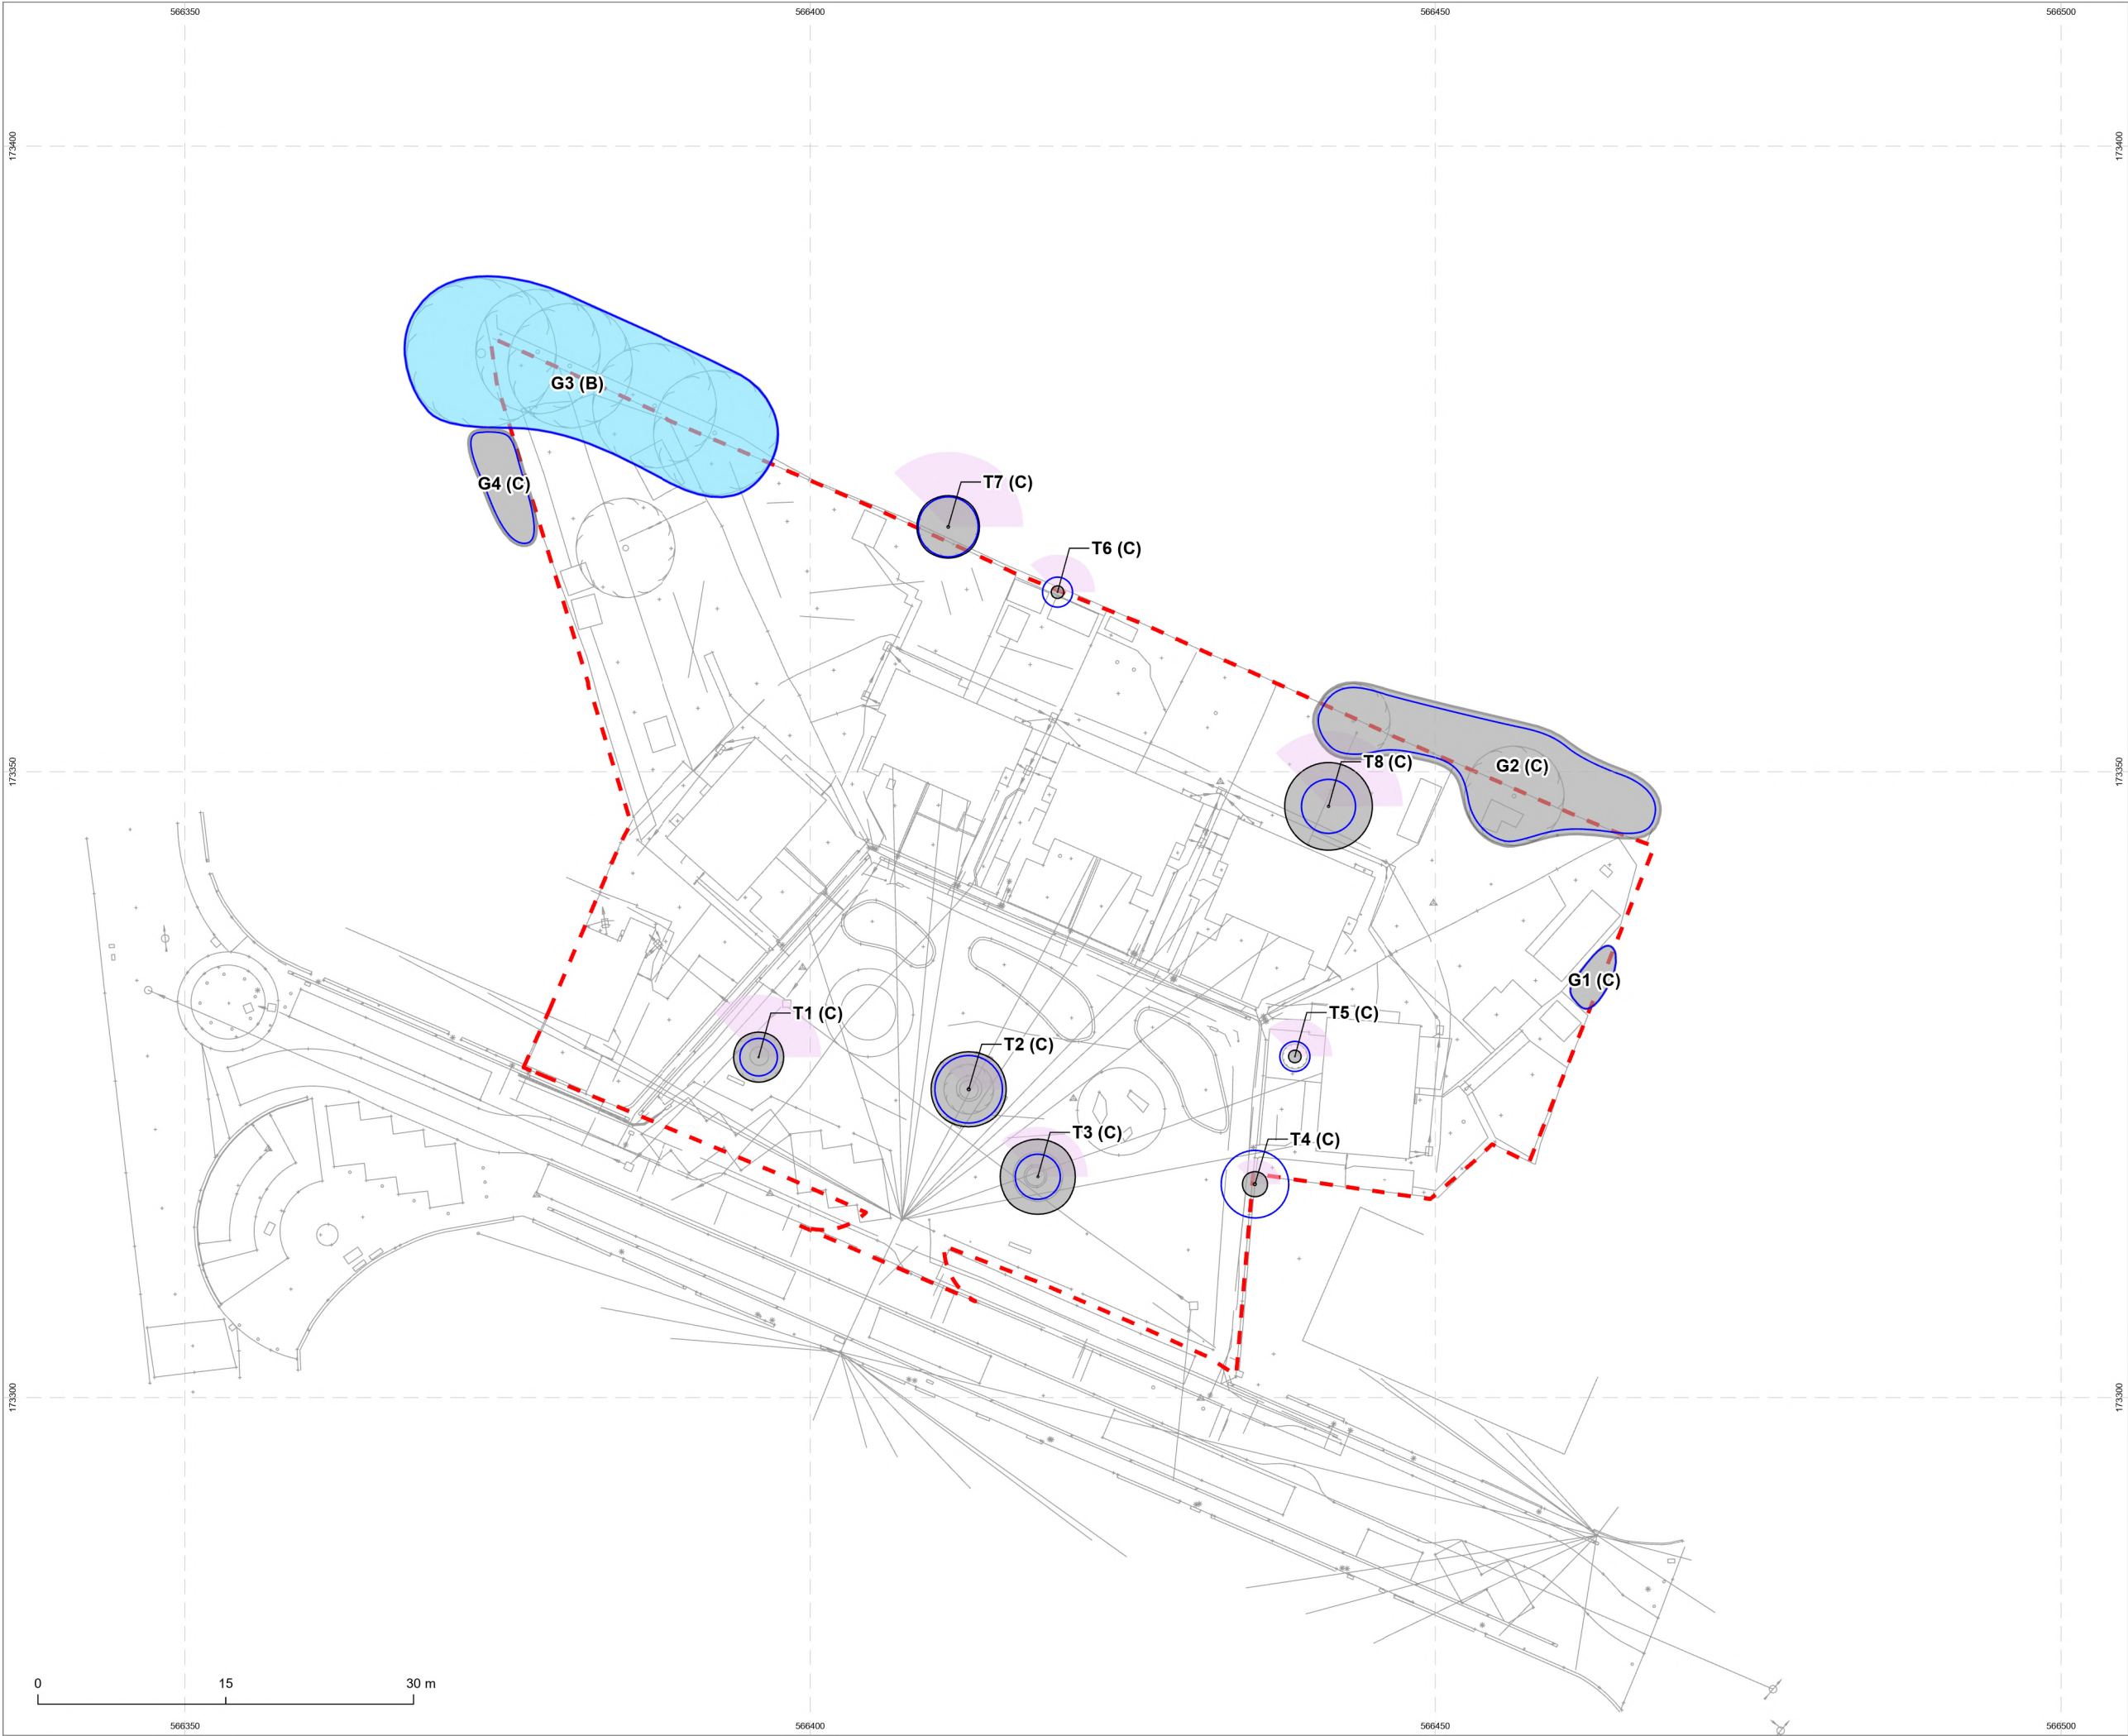 566350 566400 566450 566500
173400 173400
G3 (B)
T7 (C)
G4 (C)
T6 (C)
T8 (C)
G2 (C)
173350 173350
G1 (C)
T1 (C)
T5 (C)
T2 (C)
T3 (C)
T4 (C)
173300 173300
0 15 30 m
566350 566400 566450 566500